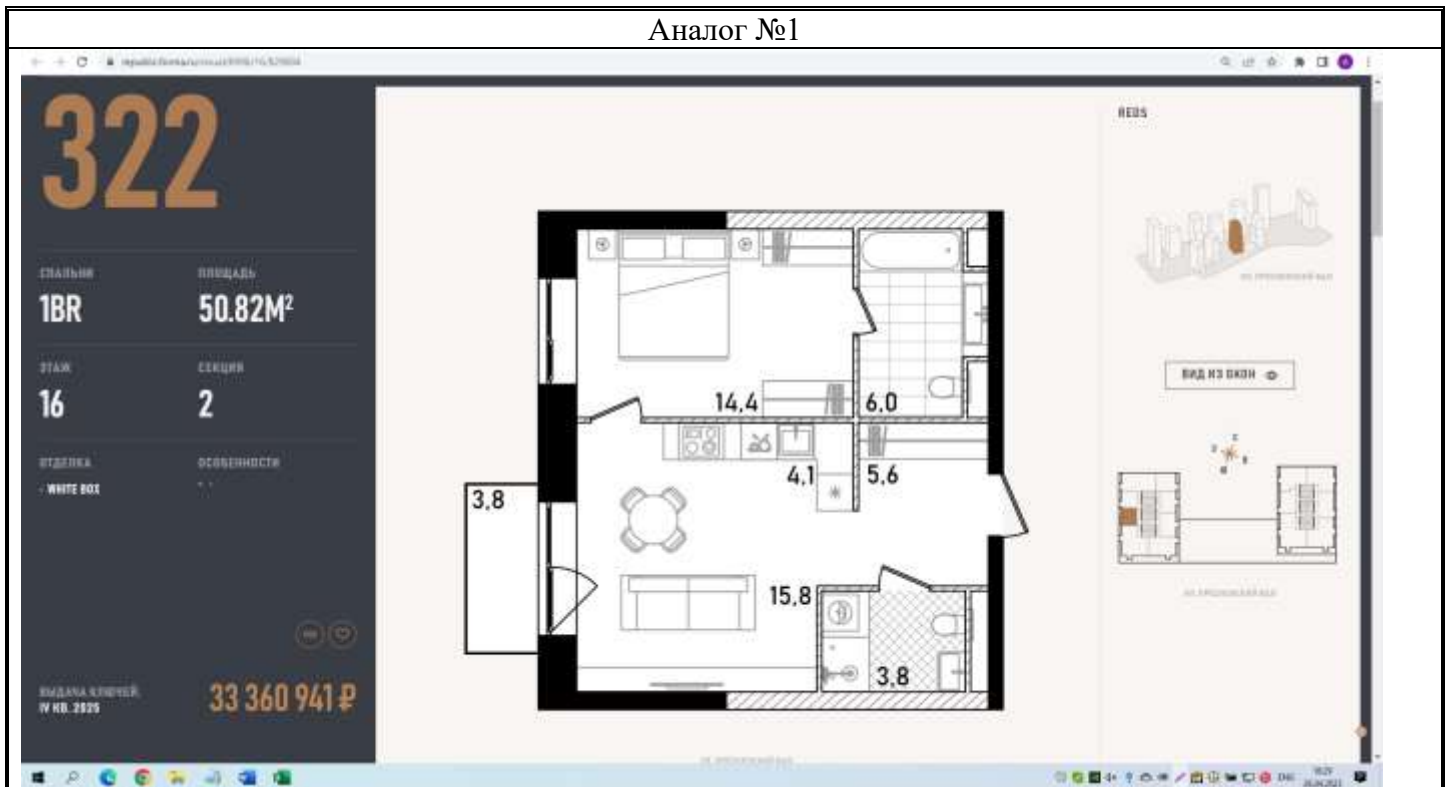 Аналог №1
322
СПАЛЬНИ ПЛОЩАДЬ
1BR 50.82М²
ЭТАЖ СЕКЦИЯ
16 2
ОТДЕЛКА ОСОБЕННОСТИ
- WHITE BOX - -
ВЫДАЧА КЛЮЧЕЙ:
IV КВ. 2025 33 360 941 ₽
14,4
6,0
4,1
5,6
3,8
15,8
3,8
REDS
ВИД ИЗ ОКОН